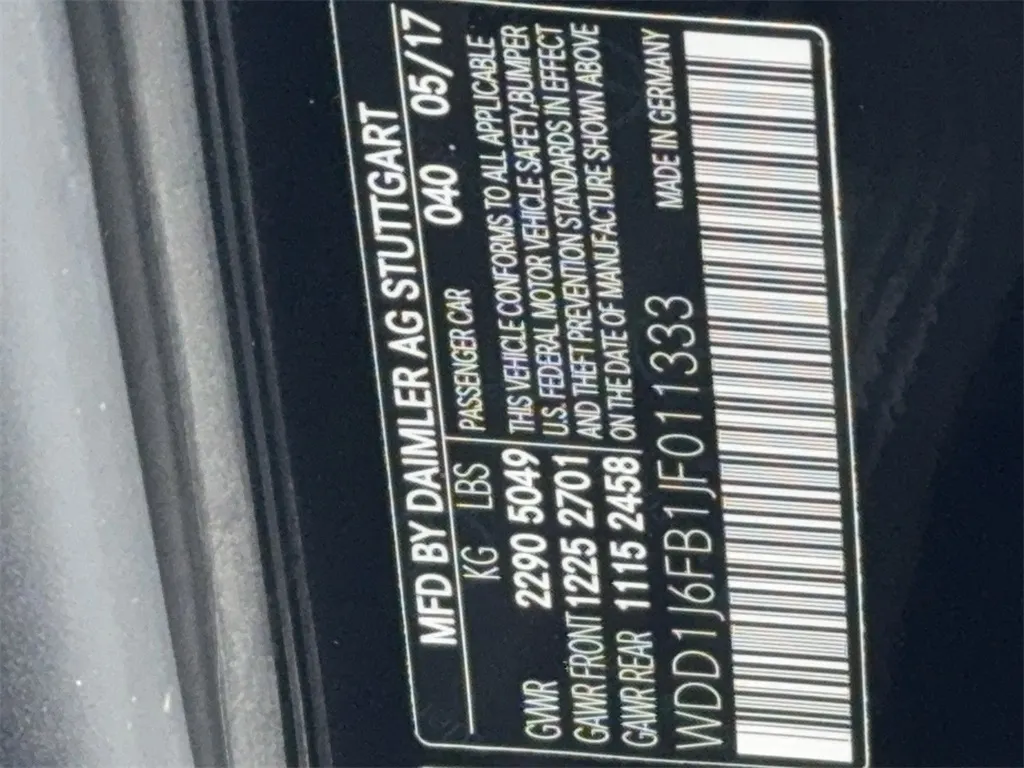 MFD BY DAIMLER AG STUTTGART
040 . 05/17
KG LBS
GVWR 2290 5049
GAWR FRONT 1225 2701
GAWR REAR 1115 2458
PASSENGER CAR
THIS VEHICLE CONFORMS TO ALL APPLICABLE
U.S. FEDERAL MOTOR VEHICLE SAFETY,BUMPER
AND THEFT PREVENTION STANDARDS IN EFFECT
ON THE DATE OF MANUFACTURE SHOWN ABOVE
WDD1J6FB1JF011333
MADE IN GERMANY